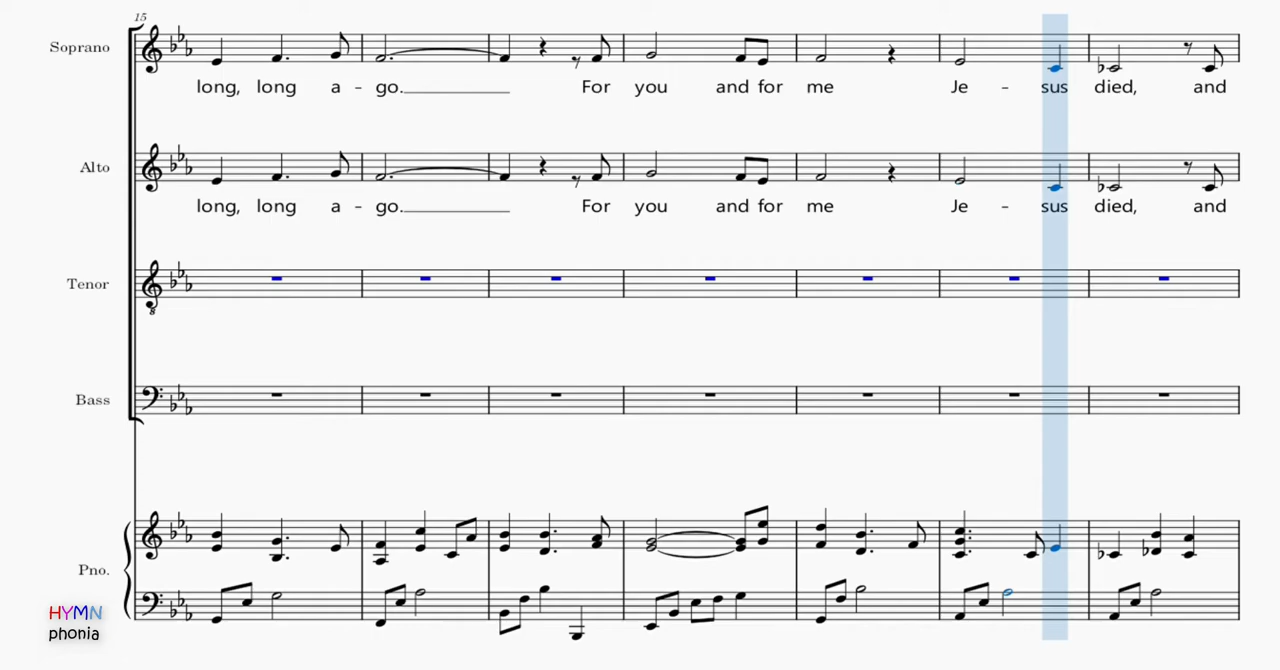 15
Soprano
long, long a - go. For you and for me Je - sus died, and
Alto
long, long a - go. For you and for me Je - sus died, and
Tenor
8
Bass
Pno.
HYMN
phonia